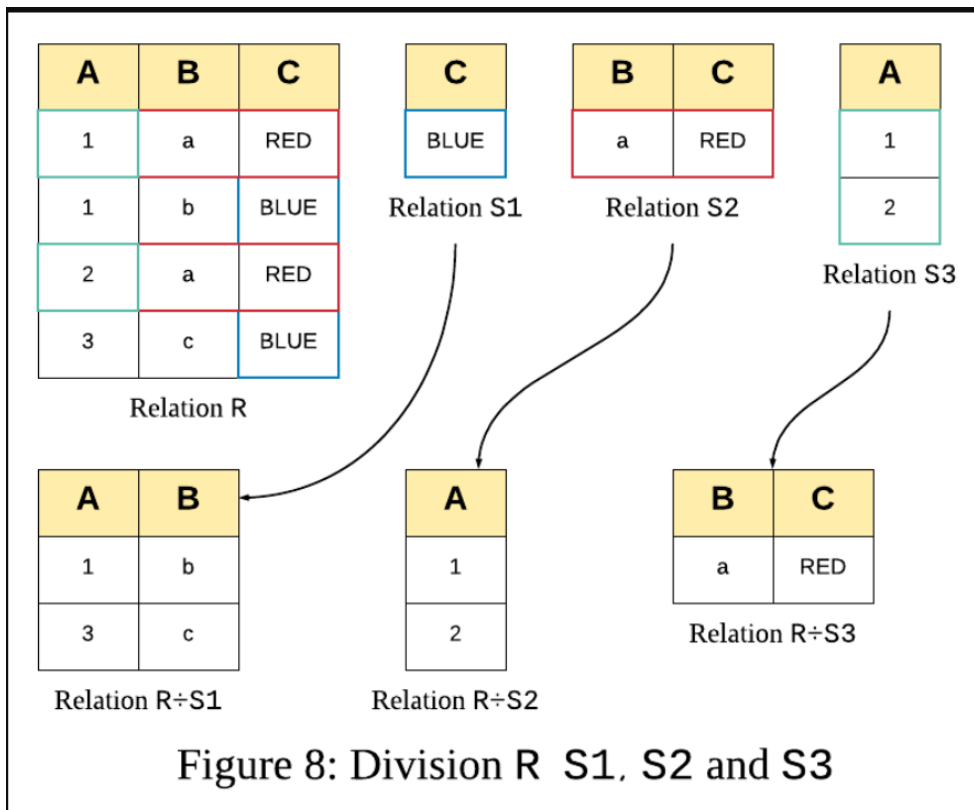 A B C
1 a RED
1 b BLUE
2 a RED
3 c BLUE
Relation R
C
BLUE
Relation S1
B C
a RED
Relation S2
A
1
2
Relation S3
A B
1 b
3 c
Relation R÷S1
A
1
2
Relation R÷S2
B C
a RED
Relation R÷S3
Figure 8: Division R S1, S2 and S3